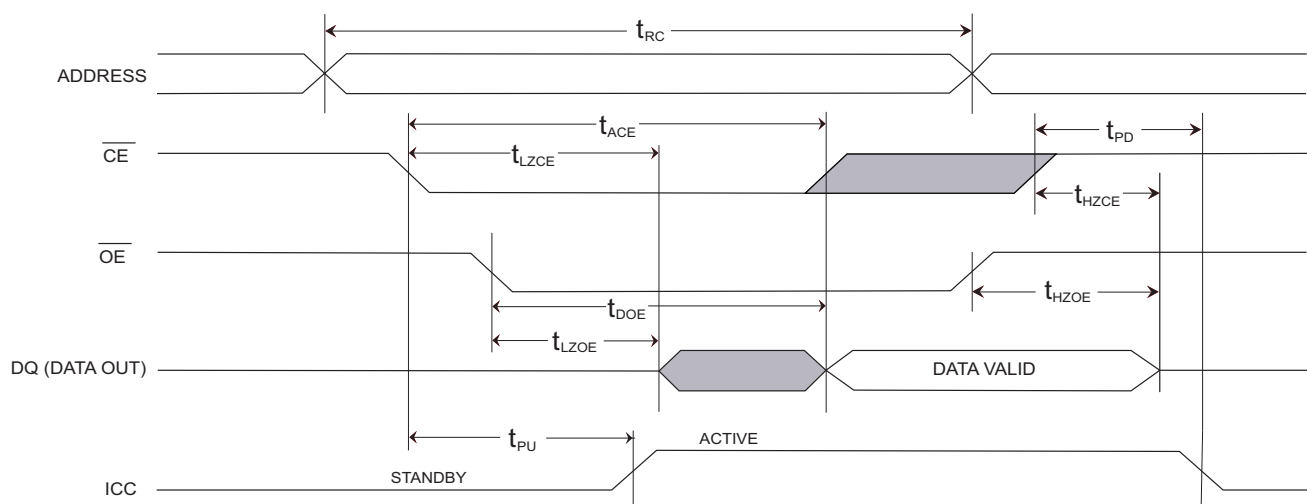 tRC
ADDRESS
tACE
tPD
CE
tLZCE
tHZCE
OE
tHZOE
tDOE
tLZOE
DQ (DATA OUT)
DATA VALID
tPU
ACTIVE
STANDBY
ICC